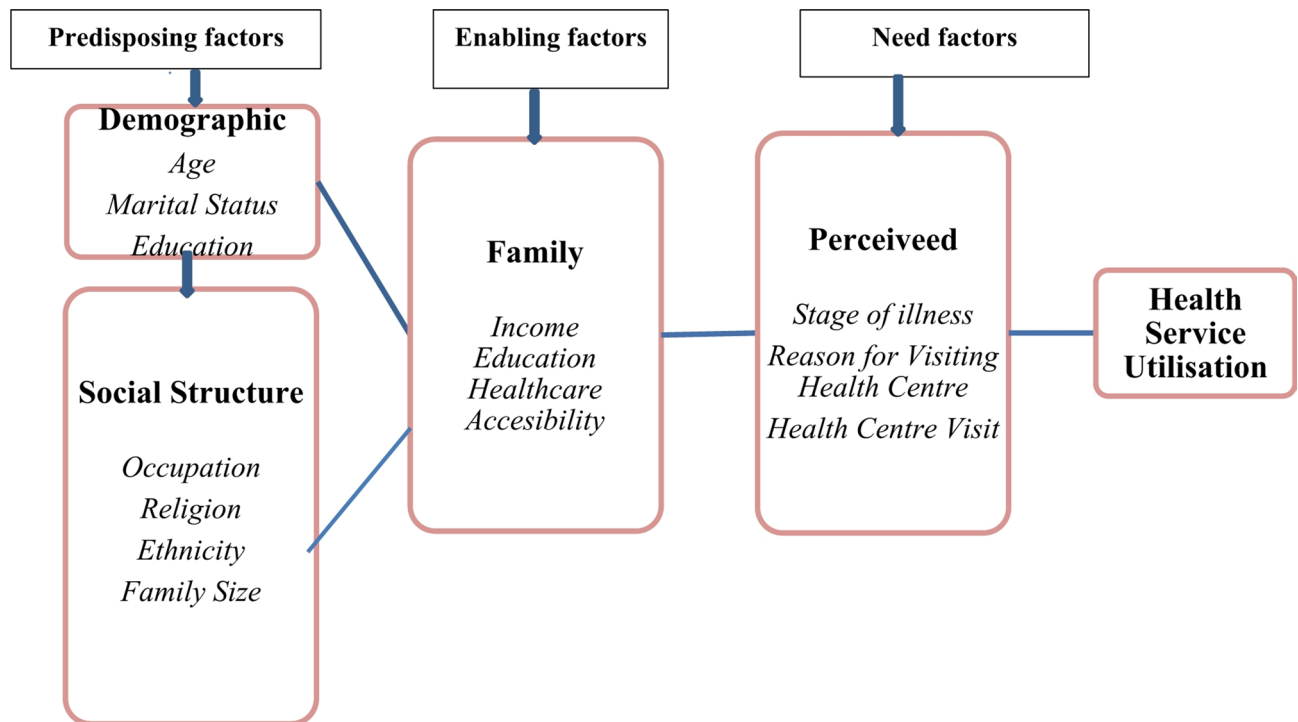 Predisposing factors
Enabling factors
Need factors
Demographic
Age
Marital Status
Education
Social Structure
Occupation
Religion
Ethnicity
Family Size
Family
Income
Education
Healthcare
Accesibility
Perceiveed
Stage of illness
Reason for Visiting
Health Centre
Health Centre Visit
Health
Service
Utilisation